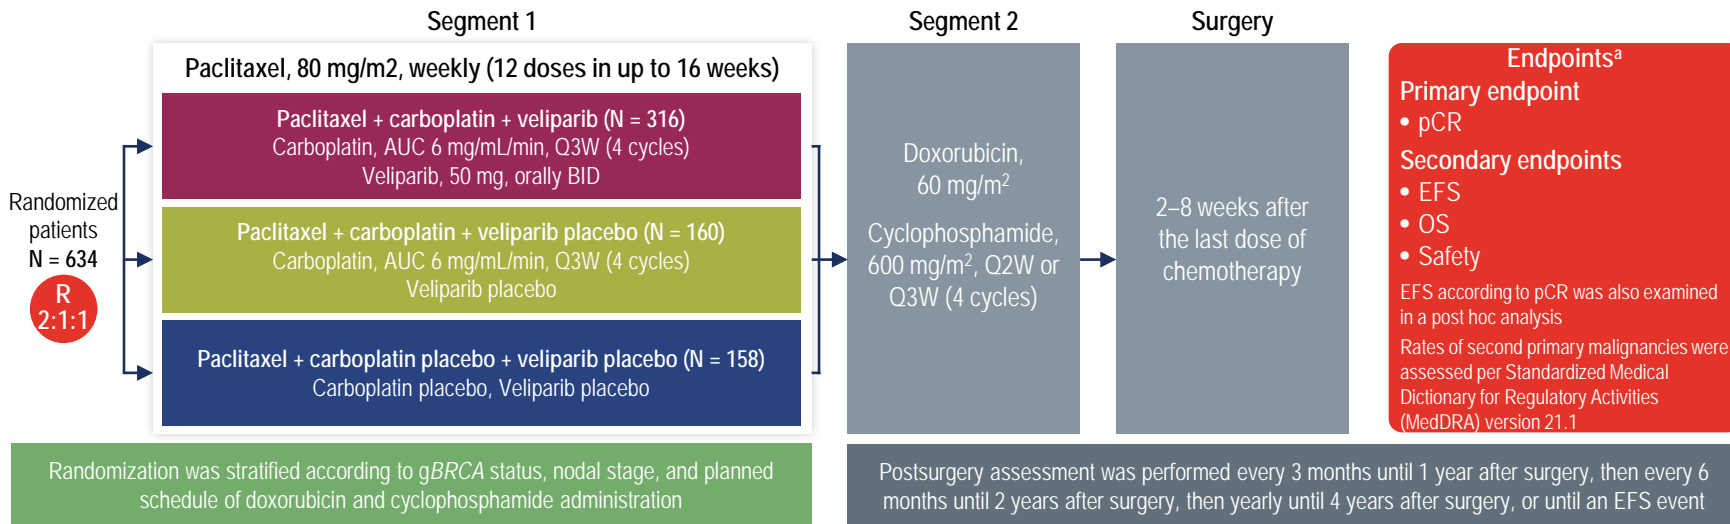 Segment 1
Segment 2
Surgery
Randomized
patients
N = 634
R
2:1:1
Paclitaxel, 80 mg/m2, weekly (12 doses in up to 16 weeks)
Paclitaxel + carboplatin + veliparib (N = 316)
Carboplatin, AUC 6 mg/mL/min, Q3W (4 cycles)
Veliparib, 50 mg, orally BID
Paclitaxel + carboplatin + veliparib placebo (N = 160)
Carboplatin, AUC 6 mg/mL/min, Q3W (4 cycles)
Veliparib placebo
Paclitaxel + carboplatin placebo + veliparib placebo (N = 158)
Carboplatin placebo, Veliparib placebo
Doxorubicin,
60 mg/m²
Cyclophosphamide,
600 mg/m², Q2W or
Q3W (4 cycles)
2–8 weeks after
the last dose of
chemotherapy
Endpointsᵃ
Primary endpoint
• pCR
Secondary endpoints
• EFS
• OS
• Safety
EFS according to pCR was also examined
in a post hoc analysis
Rates of second primary malignancies were
assessed per Standardized Medical
Dictionary for Regulatory Activities
(MedDRA) version 21.1
Randomization was stratified according to gBRCA status, nodal stage, and planned
schedule of doxorubicin and cyclophosphamide administration
Postsurgery assessment was performed every 3 months until 1 year after surgery, then every 6
months until 2 years after surgery, then yearly until 4 years after surgery, or until an EFS event